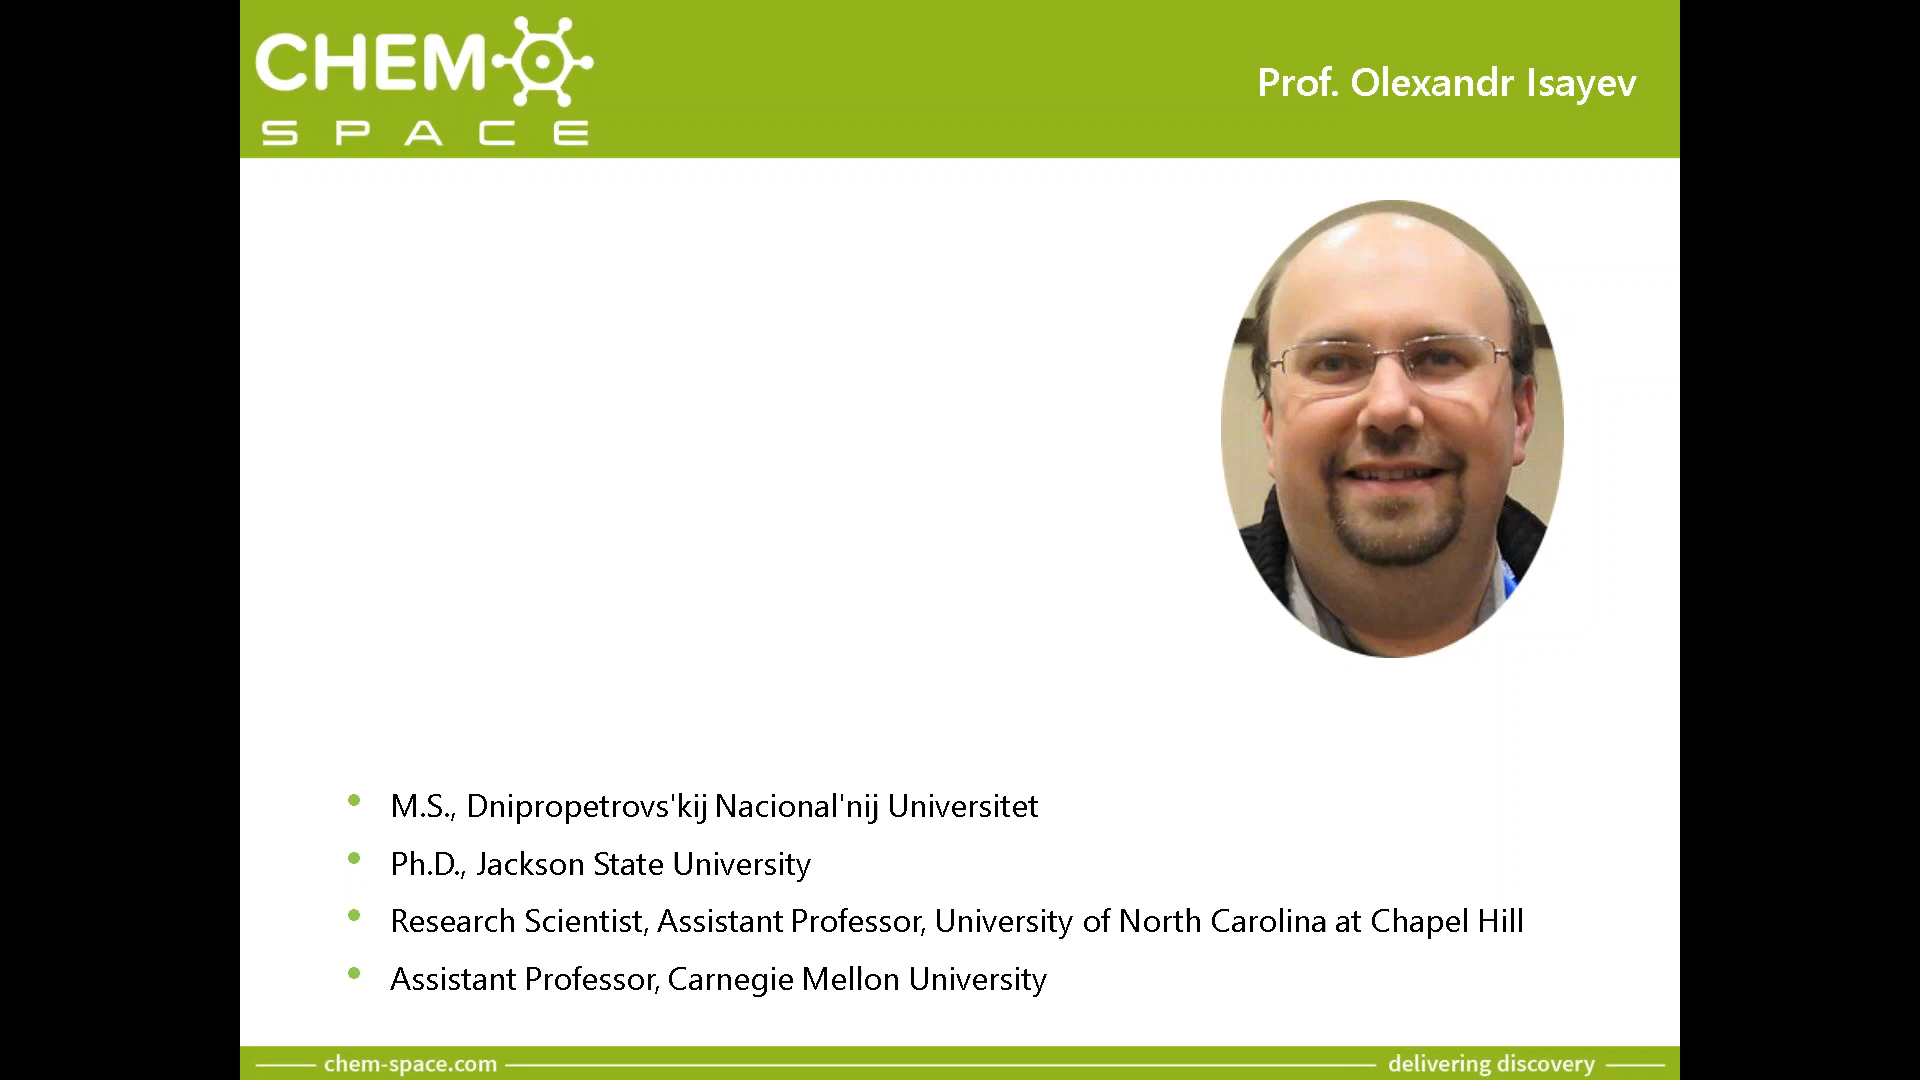 CHEM
SPACE
Prof. Olexandr Isayev
• M.S., Dnipropetrovs'kij Nacional'nij Universitet
• Ph.D., Jackson State University
• Research Scientist, Assistant Professor, University of North Carolina at Chapel Hill
• Assistant Professor, Carnegie Mellon University
chem-space.com
delivering discovery